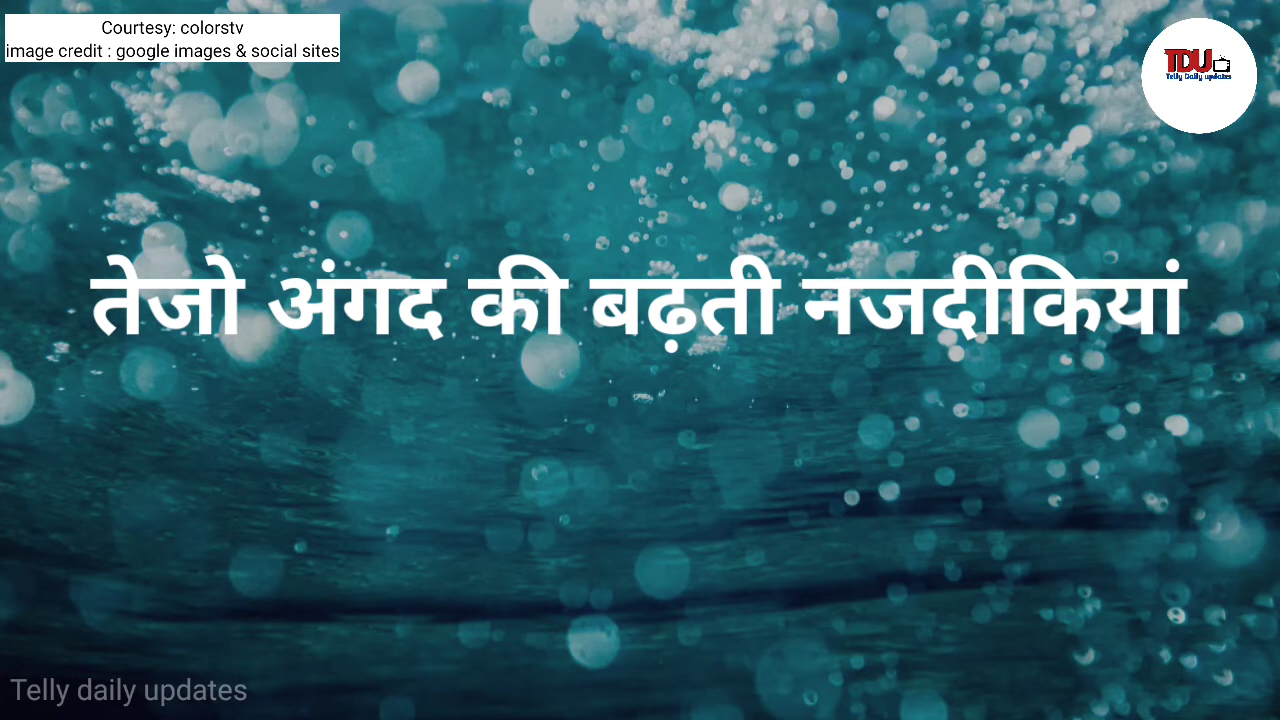 Courtesy: colorstv
image credit : google images & social sites
TDU
Telly Daily updates
तेजो अंगद की बढ़ती नजदीकियां
Telly daily updates